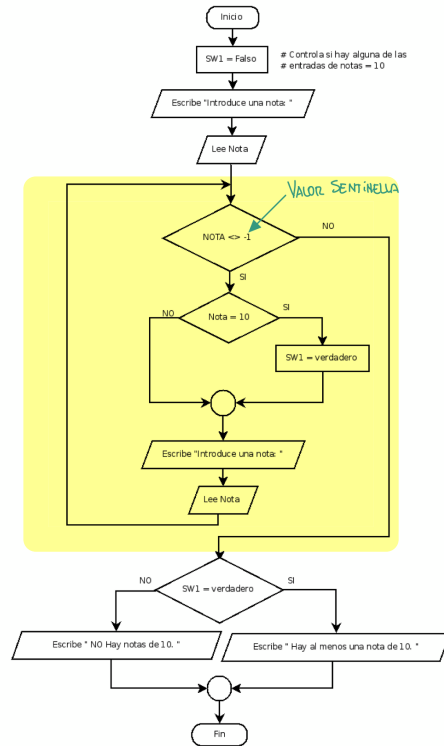 Inicio
SW1 = Falso
# Controla si hay alguna de las
# entradas de notas = 10
Escribe "Introduce una nota: "
Lee Nota
VALOR SENTINELLA
NOTA <> -1
NO
SI
Nota = 10
NO
SI
SW1 = verdadero
Escribe "Introduce una nota: "
Lee Nota
SW1 = verdadero
NO
SI
Escribe " NO Hay notas de 10. "
Escribe " Hay al menos una nota de 10. "
Fin